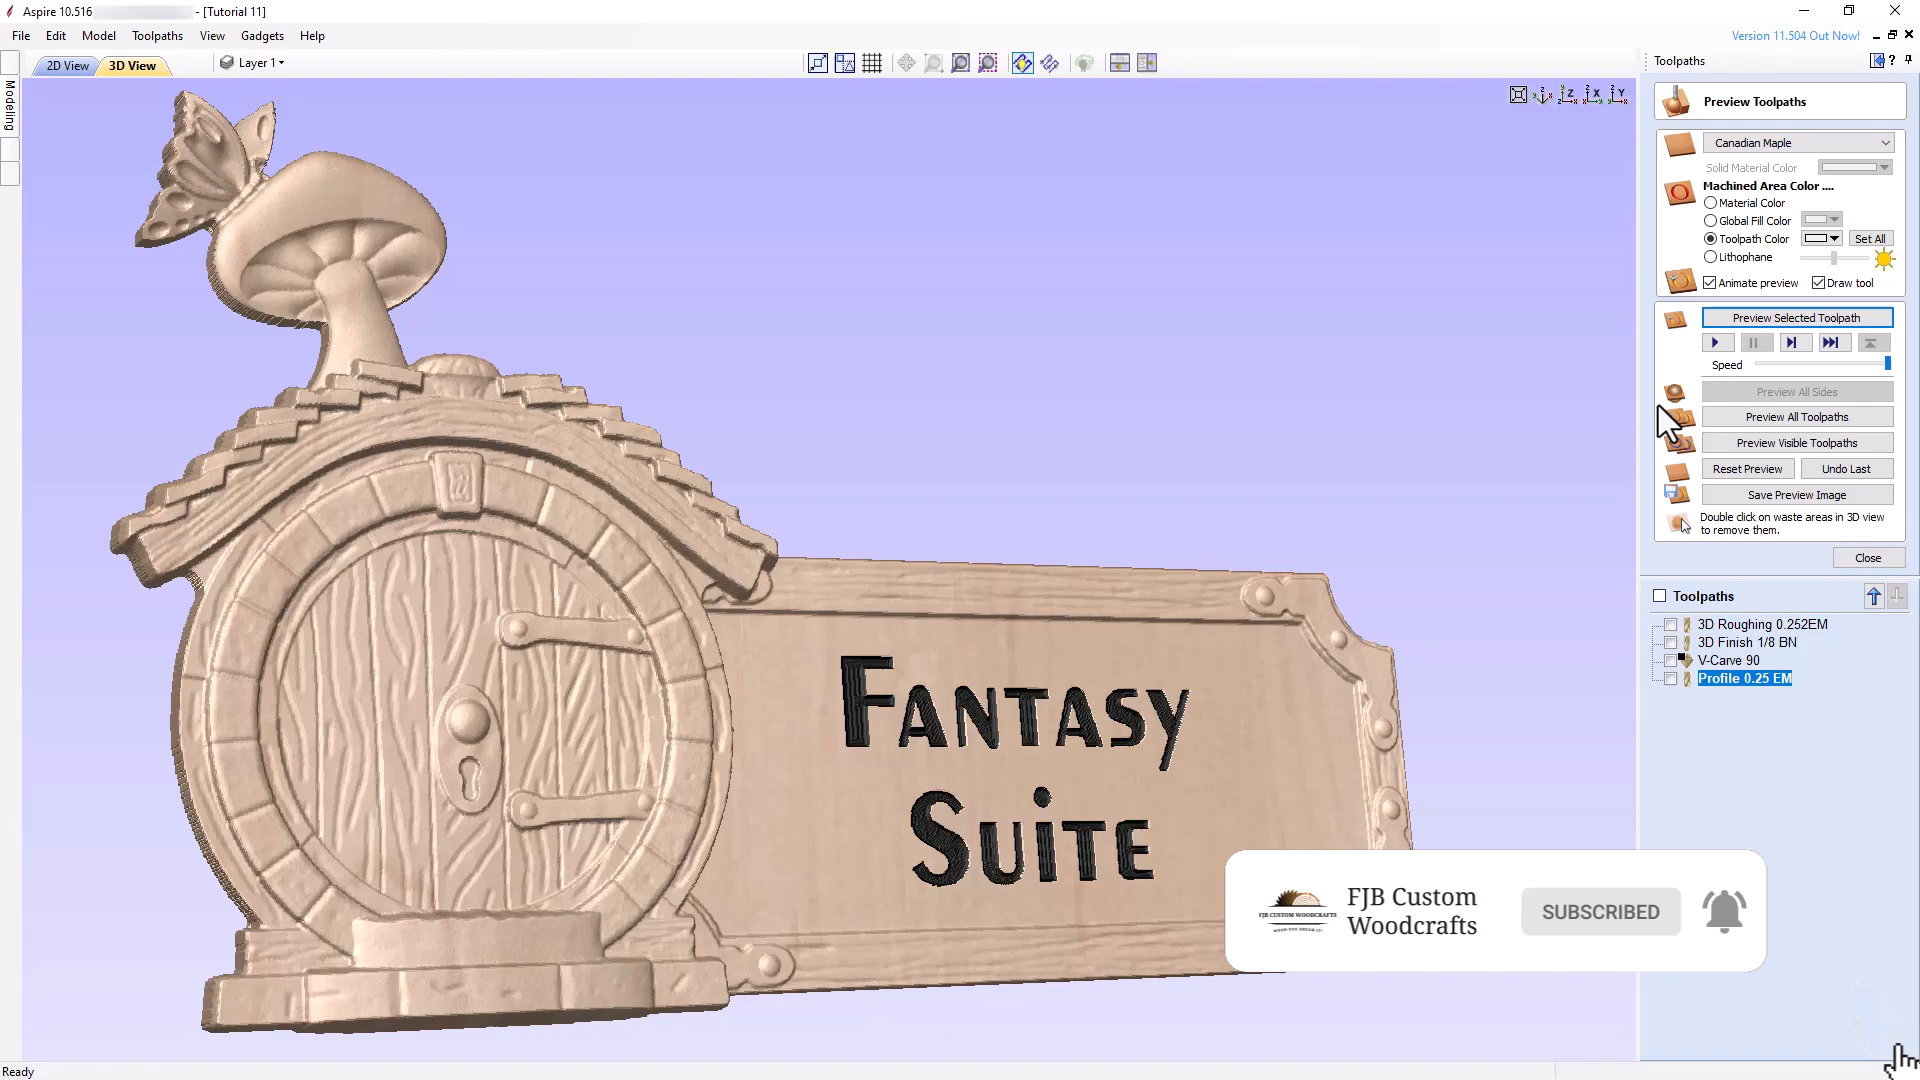 Aspire 10.516 - [Tutorial 11]
File Edit Model Toolpaths View Gadgets Help
Version 11.504 Out Now!
2D View 3D View Layer 1
Toolpaths
Modeling
Preview Toolpaths
Canadian Maple
Solid Material Color
Machined Area Color ....
Material Color
Global Fill Color
Toolpath Color Set All
Lithophane
Animate preview Draw tool
Preview Selected Toolpath
Speed
Preview All Sides
Preview All Toolpaths
Preview Visible Toolpaths
Reset Preview Undo Last
Save Preview Image
Double click on waste areas in 3D view
to remove them.
Close
Toolpaths
3D Roughing 0.252EM
3D Finish 1/8 BN
V-Carve 90
Profile 0.25 EM
Fantasy
Suite
FJB Custom
Woodcrafts
FJB CUSTOM WOODCRAFTS
SUBSCRIBED
Ready